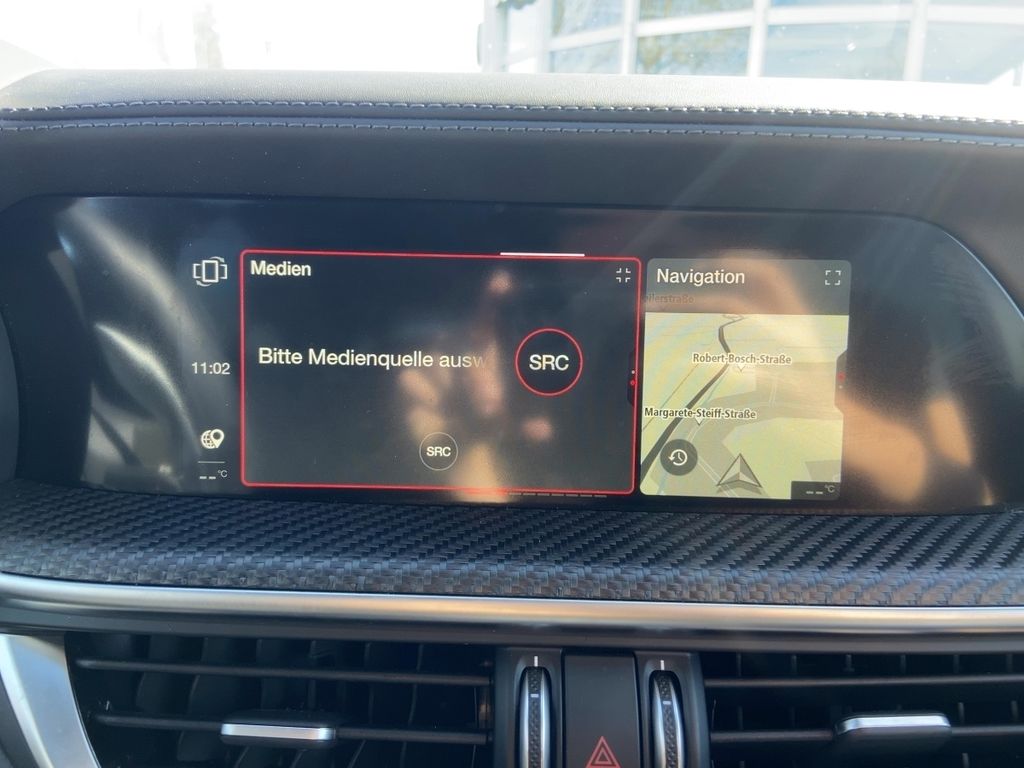 Medien
11:02
Bitte Medienquelle ausw
SRC
SRC
-- °C
Navigation
Robert-Bosch-Straße
Margarete-Steiff-Straße
-- °C